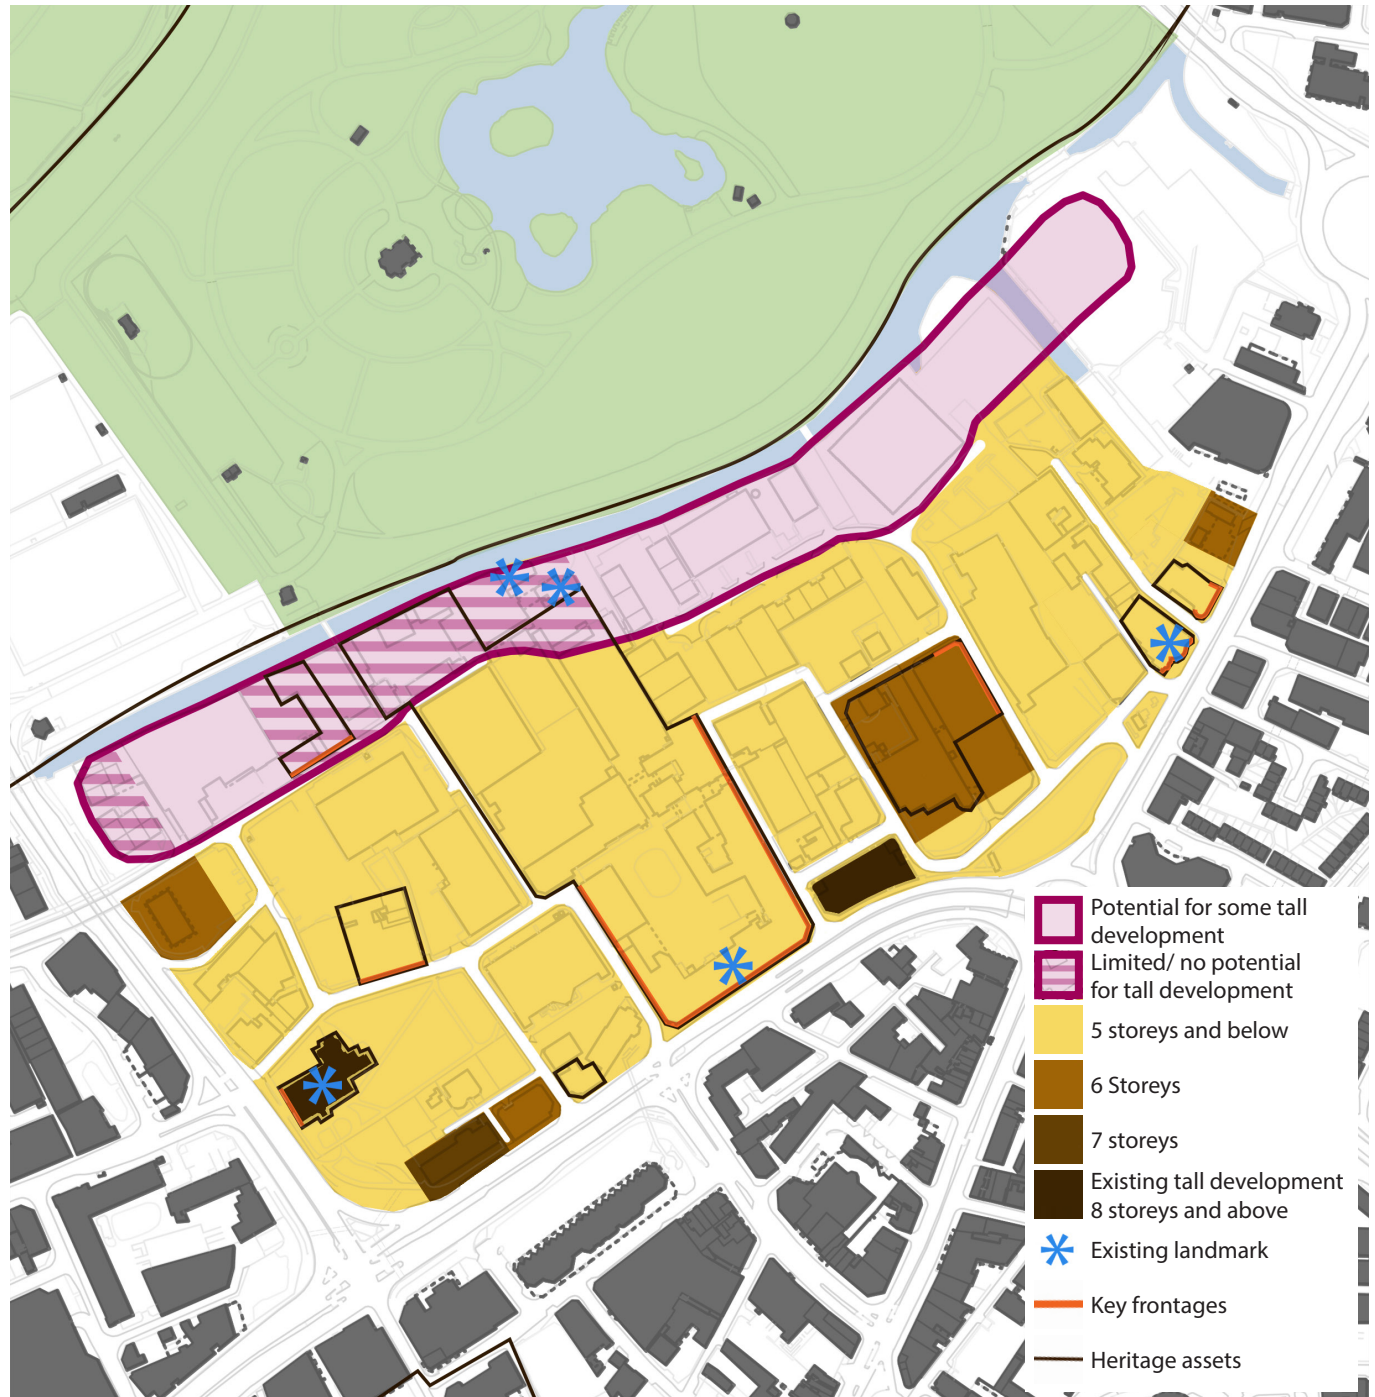 Potential for some tall
development
Limited/ no potential
for tall development
5 storeys and below
6 Storeys
7 storeys
Existing tall development
8 storeys and above
Existing landmark
Key frontages
Heritage assets